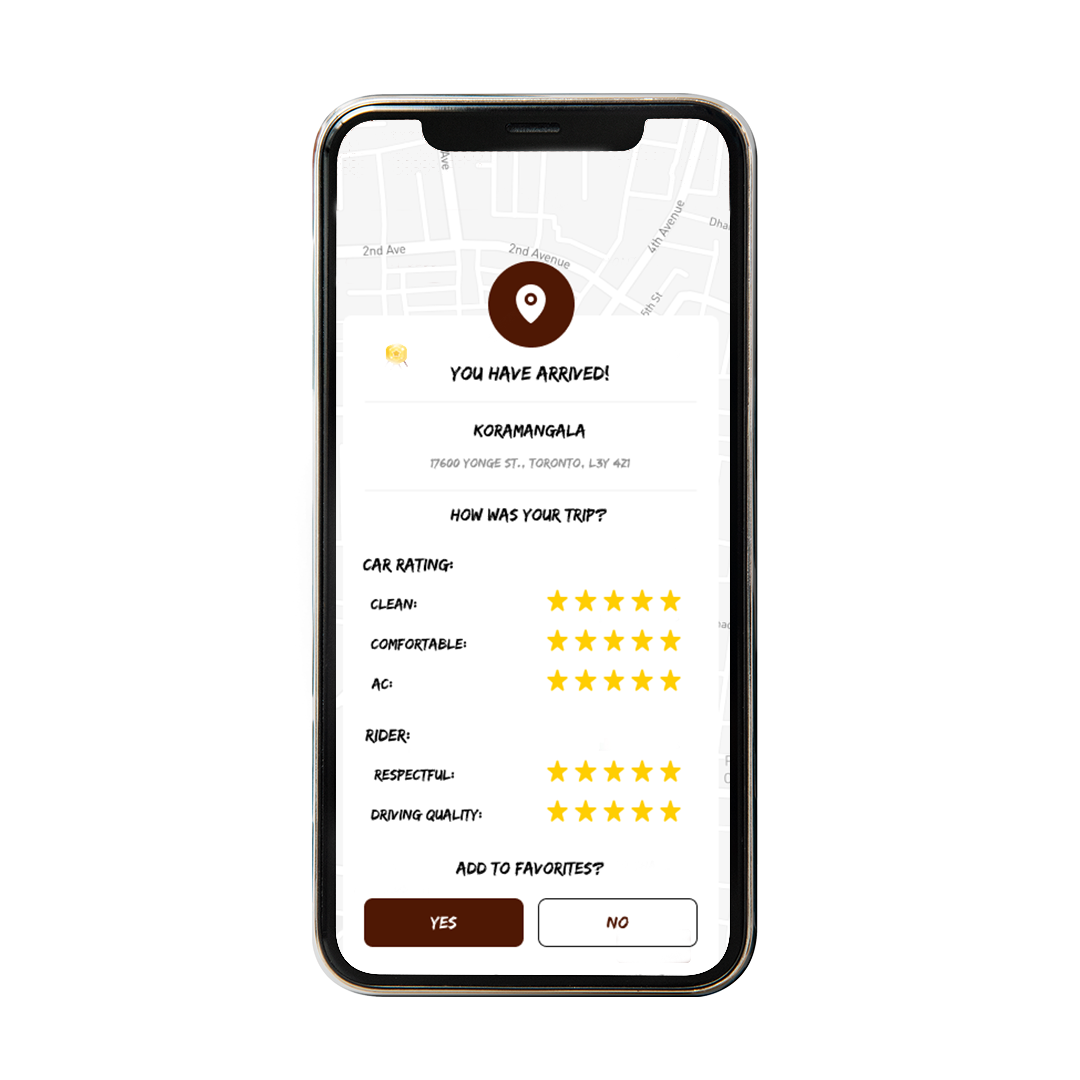 Ave
2nd Ave
2nd Avenue
4th Avenue
5th St
YOU HAVE ARRIVED!
KORAMANGALA
17600 YONGE ST., TORONTO, L3Y 4Z1
HOW WAS YOUR TRIP?
CAR RATING:
CLEAN:
COMFORTABLE:
AC:
RIDER:
RESPECTFUL:
DRIVING QUALITY:
ADD TO FAVORITES?
YES
NO